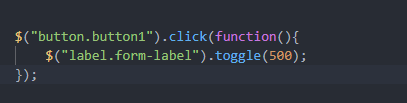 $("button.button1").click(function(){
    $("label.form-label").toggle(500);
});